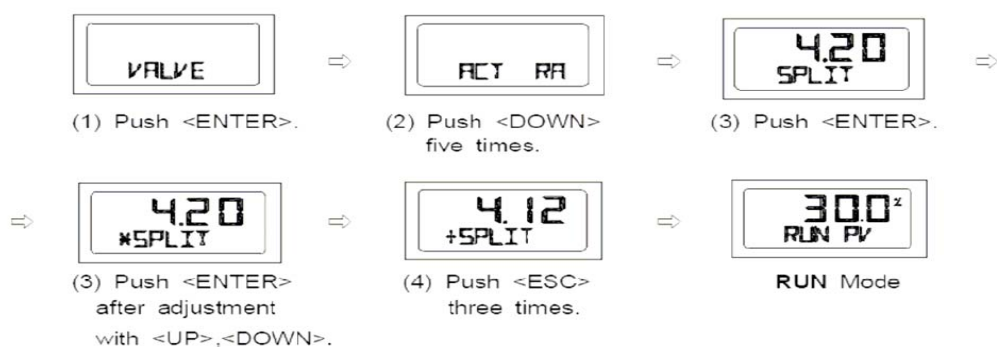 VALVE
(1) Push <ENTER>.
ACT RA
(2) Push <DOWN>
five times.
4.20
SPLIT
(3) Push <ENTER>.
4.20
*SPLIT
(3) Push <ENTER>
after adjustment
with <UP>,<DOWN>.
4.12
+SPLIT
(4) Push <ESC>
three times.
30.0%
RUN PV
RUN Mode